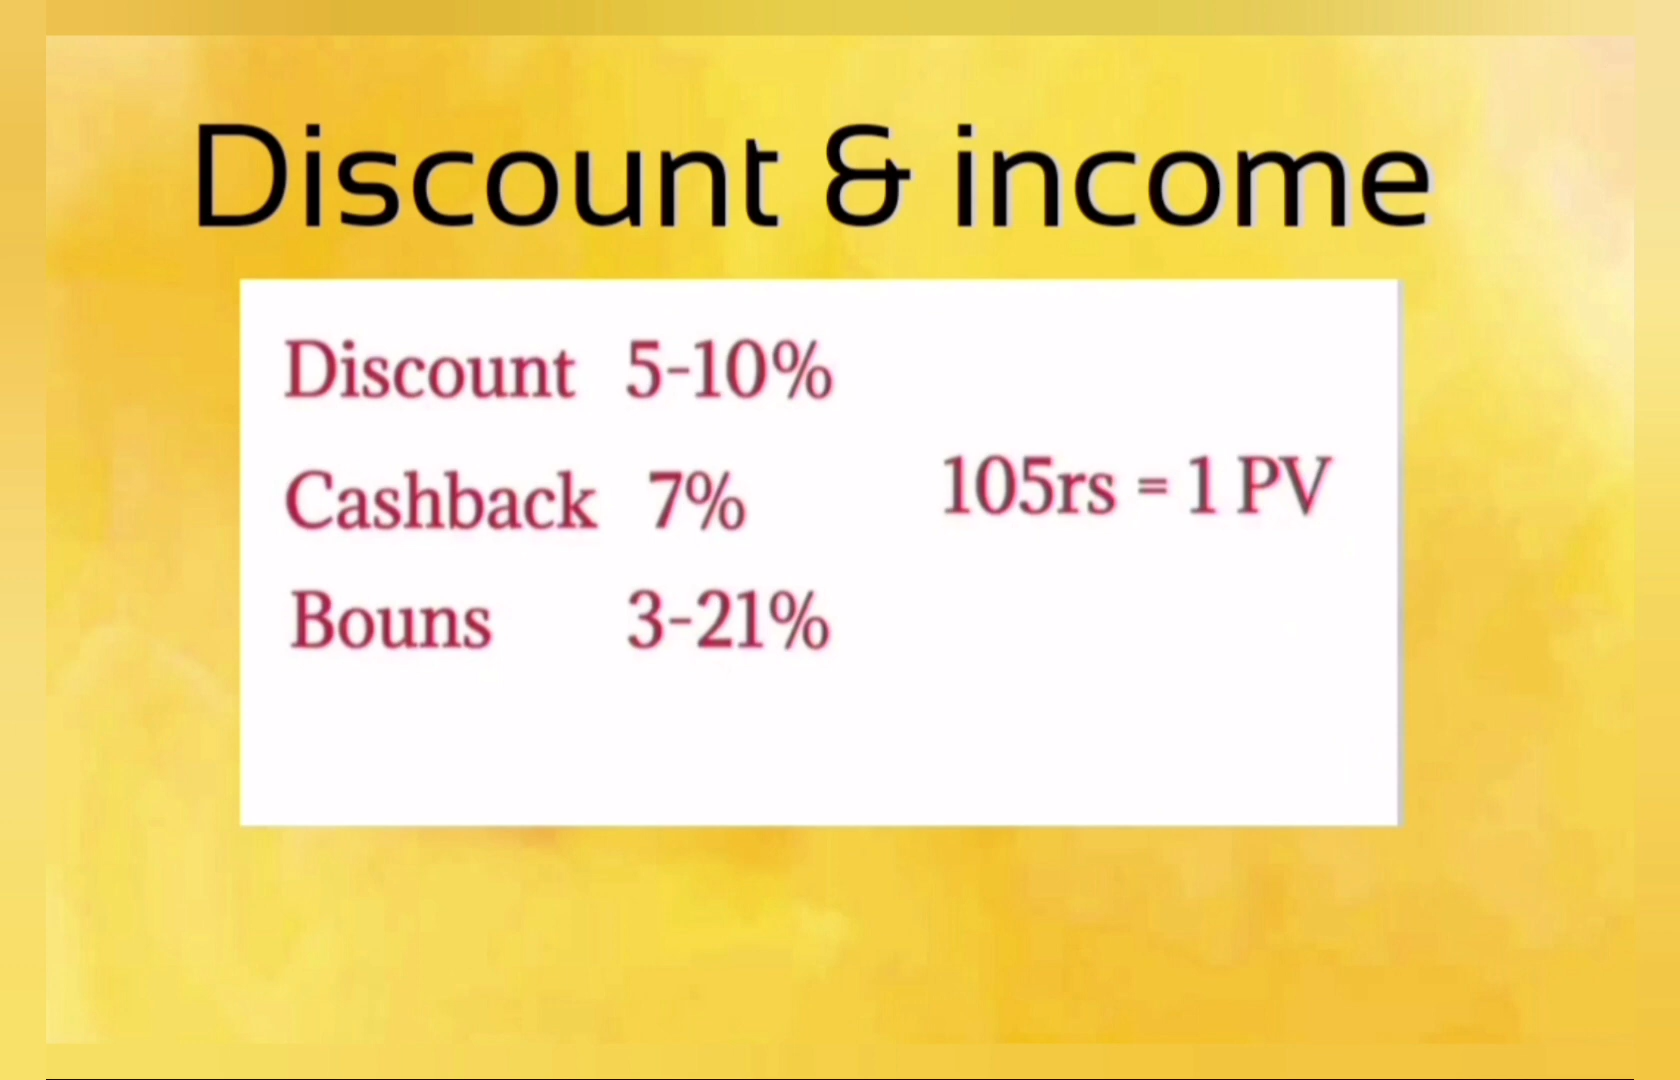 Discount & income
Discount 5-10%
Cashback 7%
105rs = 1 PV
Bouns 3-21%